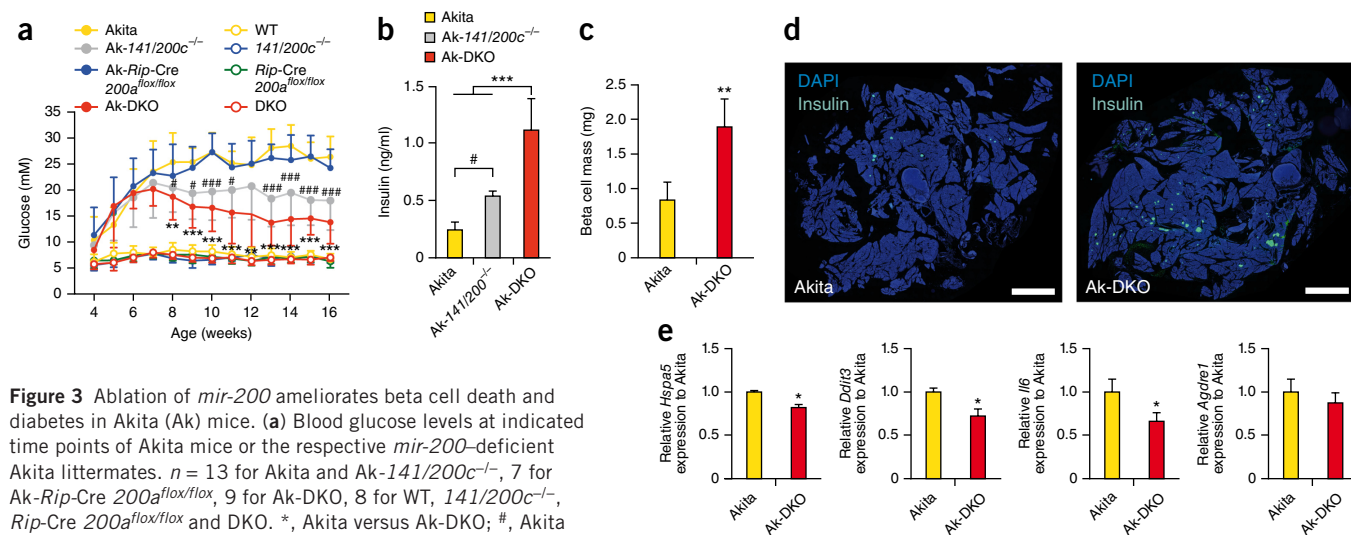 a
Akita
WT
Ak-141/200c–/–
141/200c–/–
Ak-Rip-Cre
200aflox/flox
Rip-Cre
200aflox/flox
Ak-DKO
DKO
35
30
25
20
15
10
5
0
Glucose (mM)
# # ### # ### ### ### ###
** *** *** *** ** *** *** *** ***
4 6 8 10 12 14 16
Age (weeks)
b
Akita
Ak-141/200c–/–
Ak-DKO
***
#
1.5
1.0
0.5
0
Insulin (ng/ml)
Akita
Ak-141/200–/–
Ak-DKO
c
**
2.5
2.0
1.5
1.0
0.5
0
Beta cell mass (mg)
Akita
Ak-DKO
d
DAPI
Insulin
Akita
DAPI
Insulin
Ak-DKO
e
Relative Hspa5
expression to Akita
1.5
1.0
0.5
0
*
Akita
Ak-DKO
Relative Ddit3
expression to Akita
1.5
1.0
0.5
0
*
Akita
Ak-DKO
Relative Il6
expression to Akita
1.5
1.0
0.5
0
*
Akita
Ak-DKO
Relative Agdre1
expression to Akita
1.5
1.0
0.5
0
Akita
Ak-DKO
Figure 3 Ablation of mir-200 ameliorates beta cell death and
diabetes in Akita (Ak) mice. (a) Blood glucose levels at indicated
time points of Akita mice or the respective mir-200–deficient
Akita littermates. n = 13 for Akita and Ak-141/200c–/–, 7 for
Ak-Rip-Cre 200aflox/flox, 9 for Ak-DKO, 8 for WT, 141/200c–/–,
Rip-Cre 200aflox/flox and DKO. *, Akita versus Ak-DKO; #, Akita